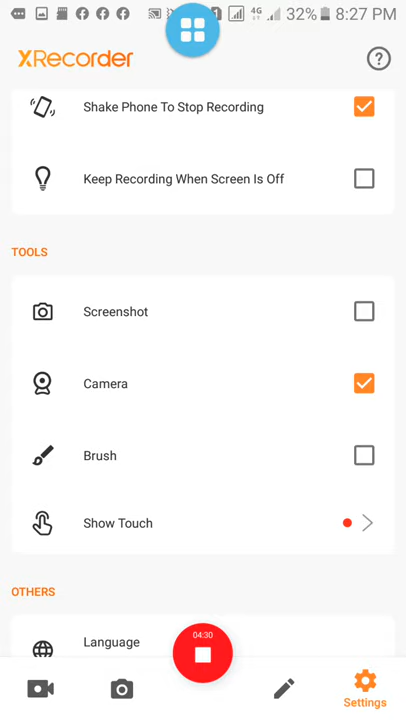 32% 8:27 PM
XRecorder
Shake Phone To Stop Recording
Keep Recording When Screen Is Off
TOOLS
Screenshot
Camera
Brush
Show Touch
OTHERS
Language
04:30
Settings